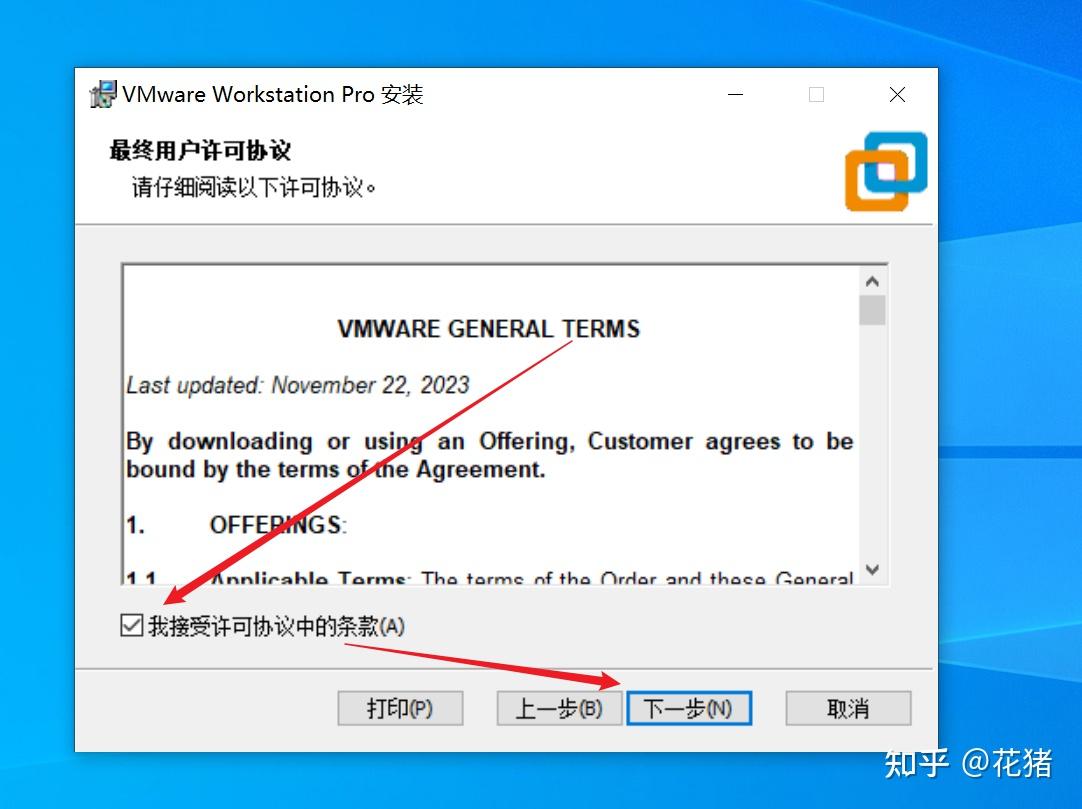 VMware Workstation Pro 安装
最终用户许可协议
请仔细阅读以下许可协议。
VMWARE GENERAL TERMS
Last updated: November 22, 2023
By downloading or using an Offering, Customer agrees to be
bound by the terms of the Agreement.
1. OFFERINGS:
1.1 Applicable Terms: The terms of the Order and these General
我接受许可协议中的条款(A)
打印(P) 上一步(B) 下一步(N) 取消
知乎 @花猪